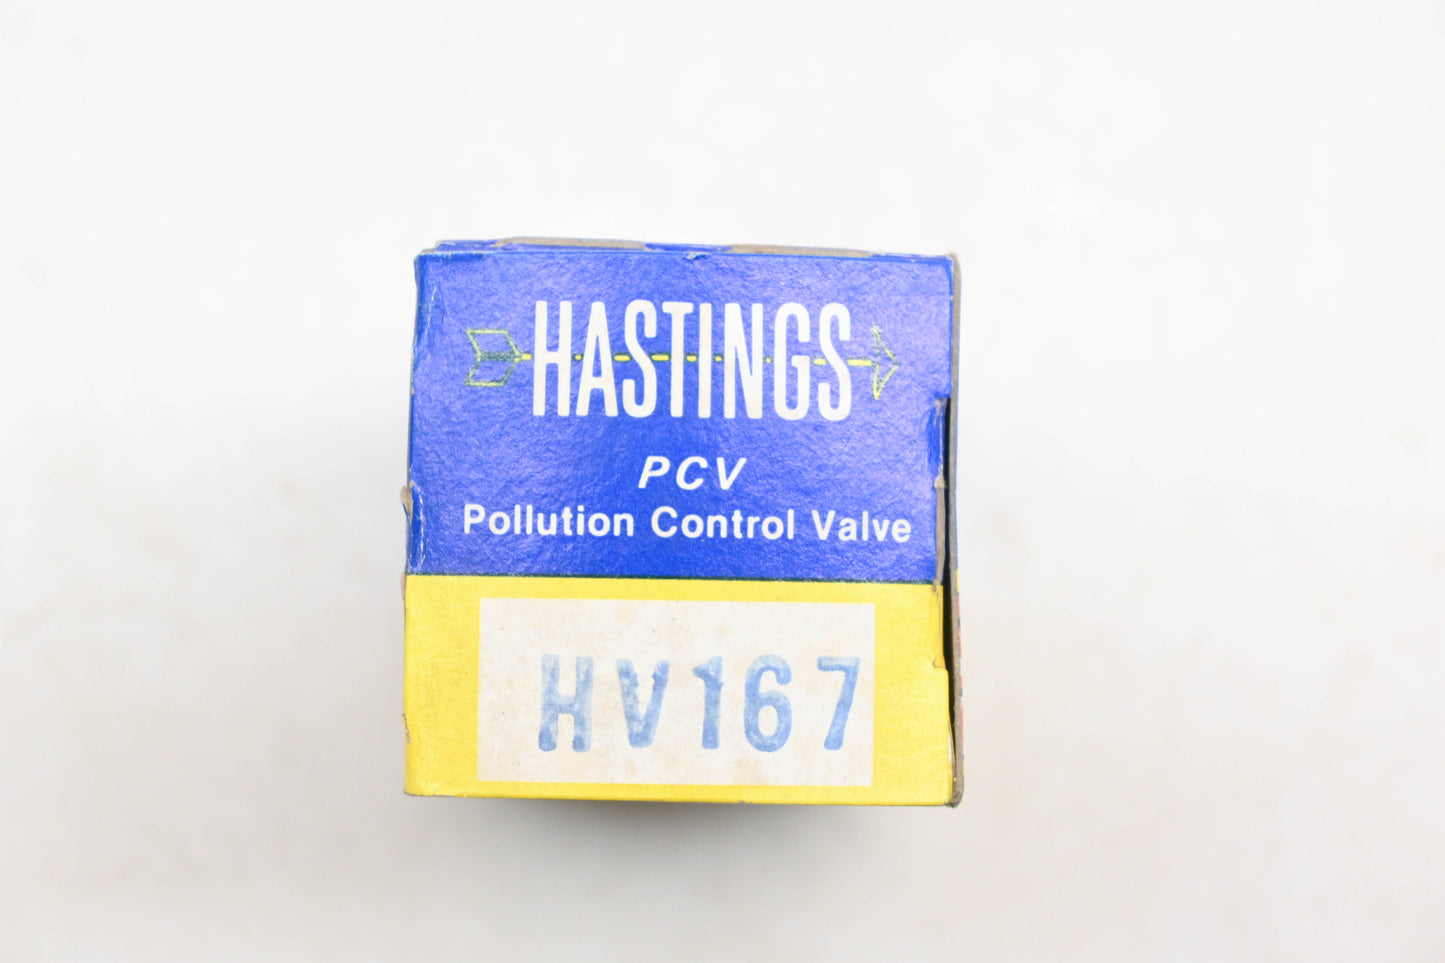 HASTINGS
PCV
Pollution Control Valve
HV167